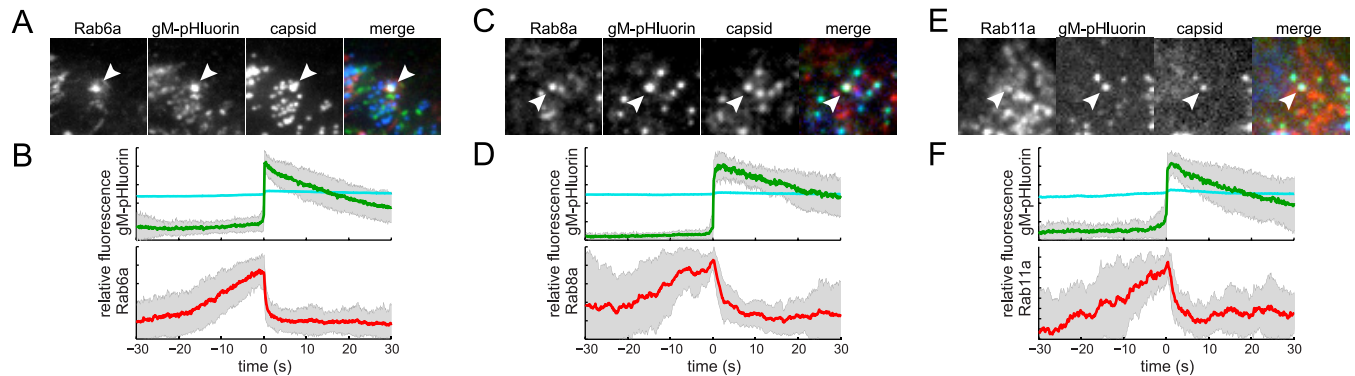 A
Rab6a gM-pHluorin capsid merge
B
relative fluorescence
gM-pHluorin
Rab6a
−30 −20 −10 0 10 20 30
time (s)
C
Rab8a gM-pHluorin capsid merge
D
relative fluorescence
gM-pHluorin
Rab8a
−30 −20 −10 0 10 20 30
time (s)
E
Rab11a gM-pHluorin capsid merge
F
relative fluorescence
gM-pHluorin
Rab11a
−30 −20 −10 0 10 20 30
time (s)